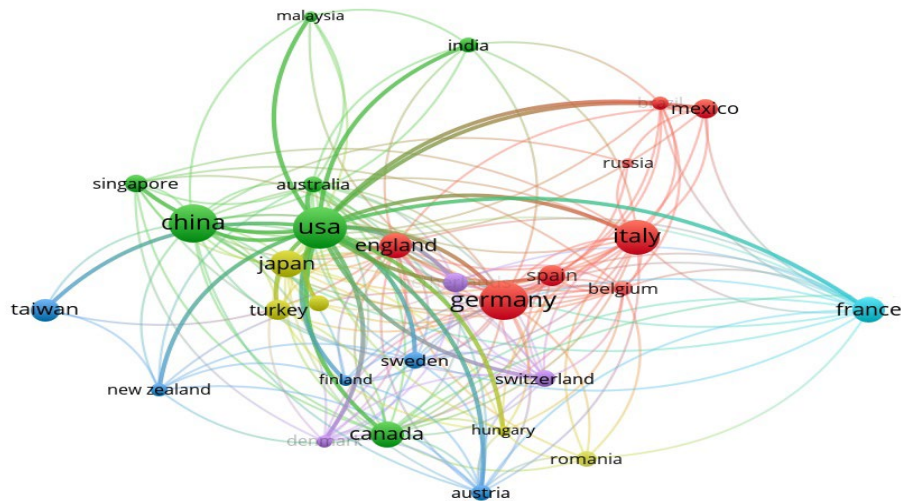 malaysia
india
brazil
mexico
russia
singapore
australia
china
usa
england
italy
japan
spain
germany
belgium
turkey
taiwan
france
sweden
finland
switzerland
new zealand
denmark
canada
hungary
romania
austria